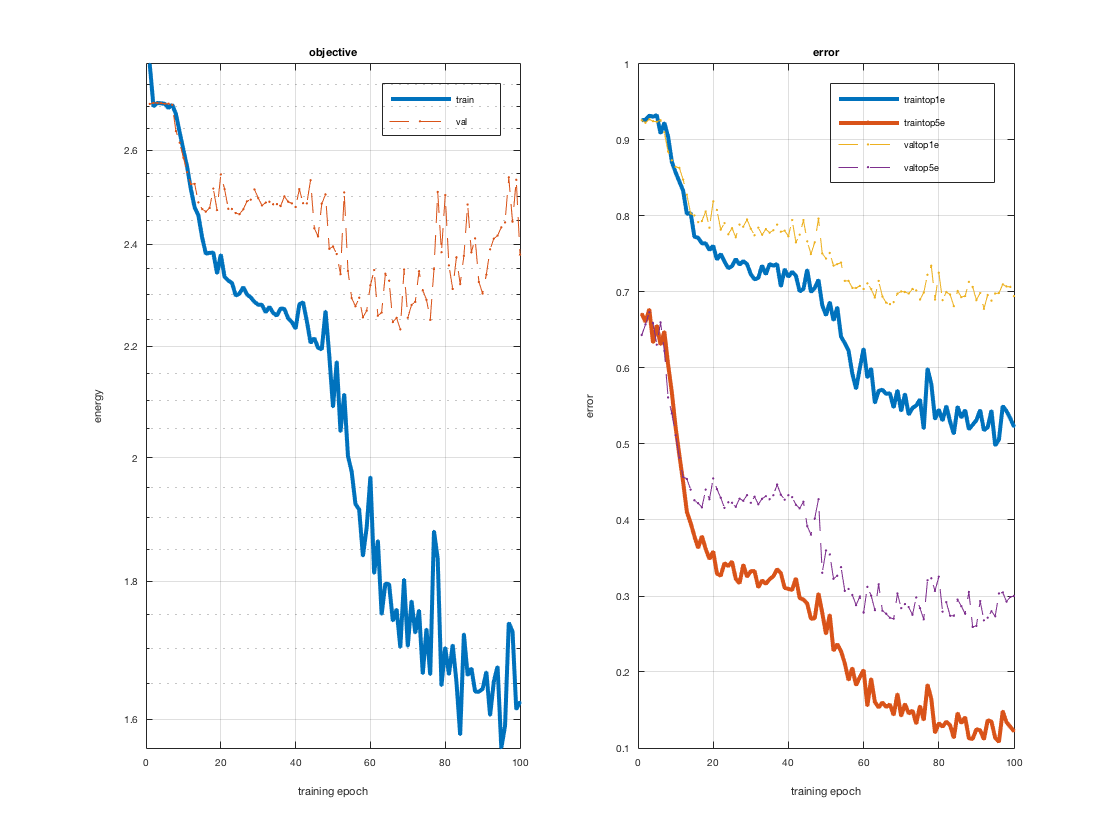 objective
train
val
2.6
2.4
2.2
2
1.8
1.6
energy
0
20
40
60
80
100
training epoch
error
traintop1e
traintop5e
valtop1e
valtop5e
1
0.9
0.8
0.7
0.6
0.5
0.4
0.3
0.2
0.1
error
0
20
40
60
80
100
training epoch